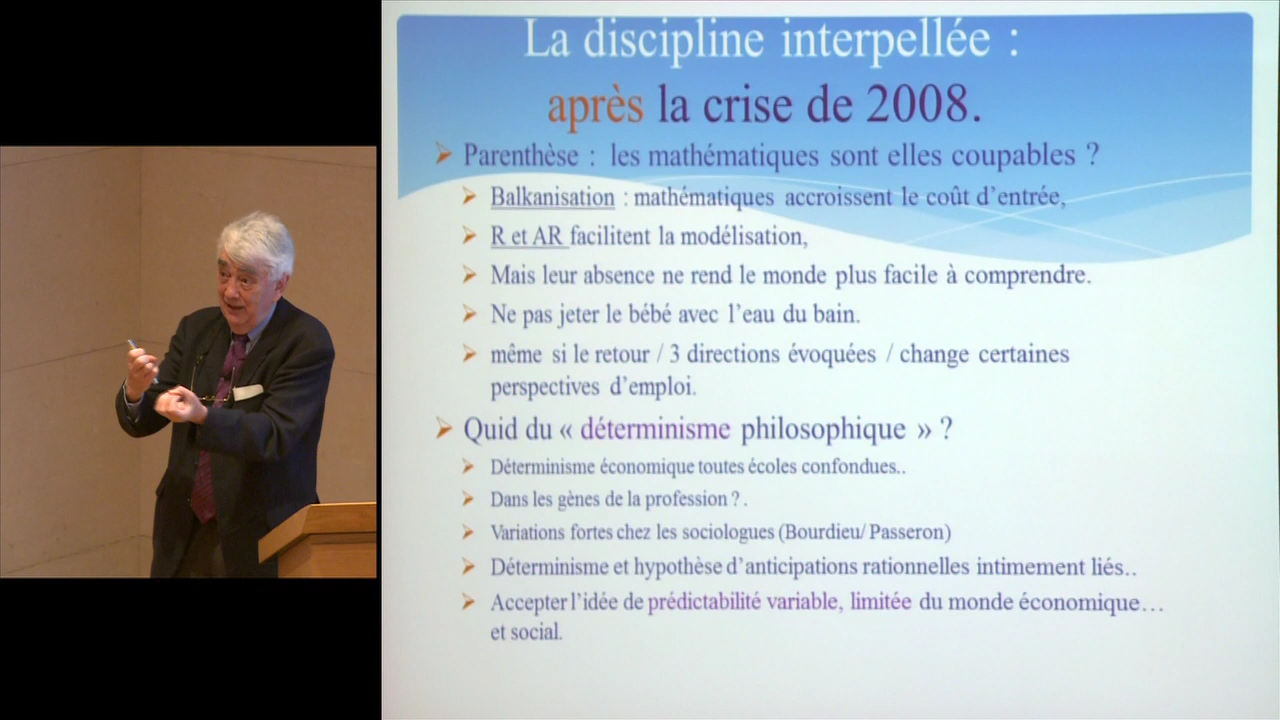 La discipline interpellée :
après la crise de 2008.
Parenthèse : les mathématiques sont elles coupables ?
Balkanisation : mathématiques accroissent le coût d'entrée,
R et AR facilitent la modélisation,
Mais leur absence ne rend le monde plus facile à comprendre.
Ne pas jeter le bébé avec l'eau du bain.
même si le retour / 3 directions évoquées / change certaines
perspectives d'emploi.
Quid du « déterminisme philosophique » ?
Déterminisme économique toutes écoles confondues..
Dans les gènes de la profession ? .
Variations fortes chez les sociologues (Bourdieu/ Passeron)
Déterminisme et hypothèse d'anticipations rationnelles intimement liés..
Accepter l'idée de prédictabilité variable, limitée du monde économique…
et social.